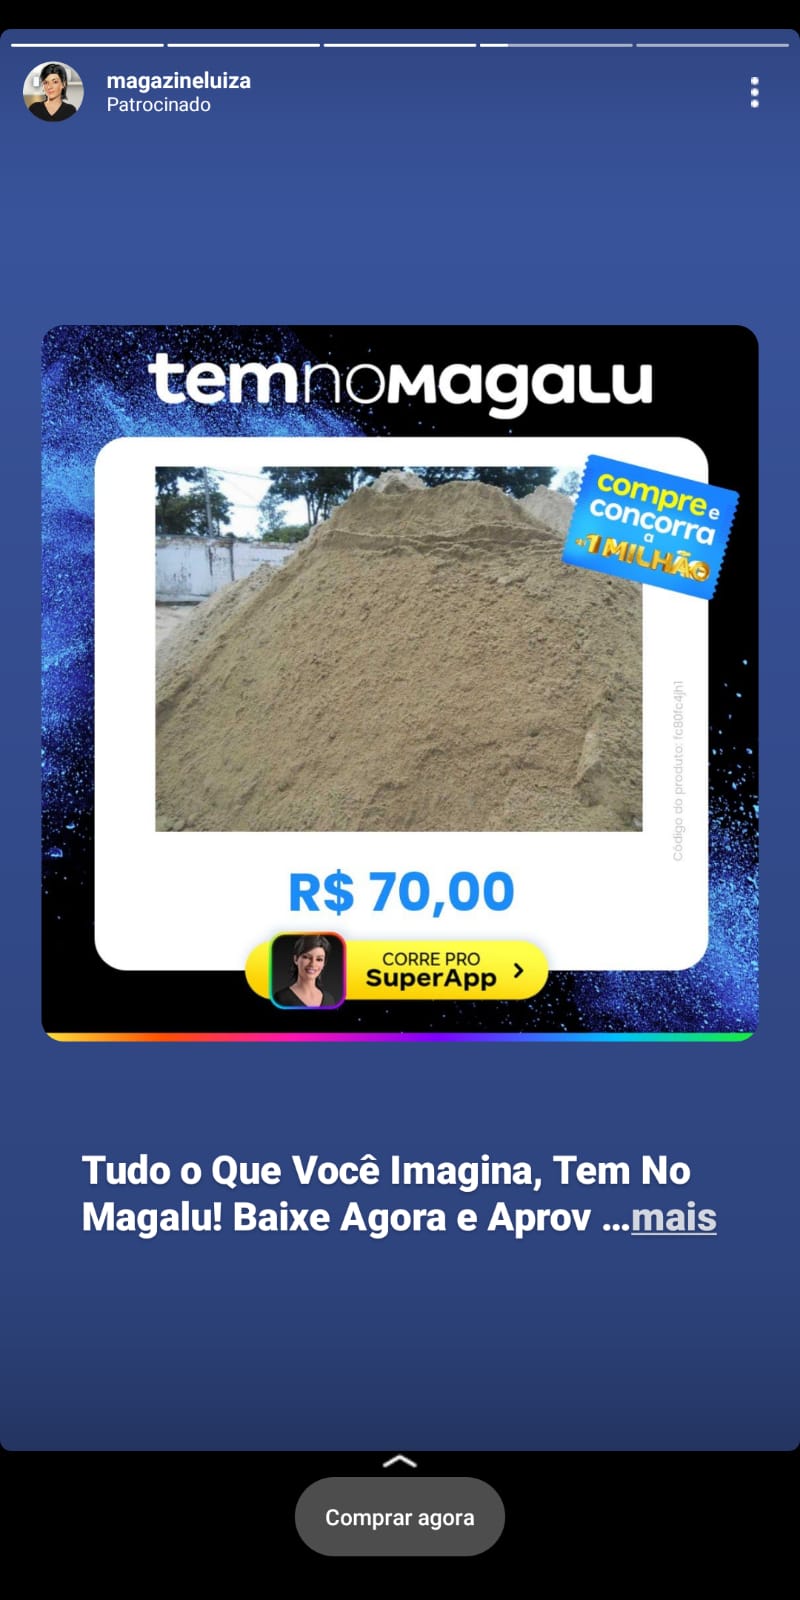 magazineluiza
Patrocinado
temnomagalu
compre e
concorra
a
+1 MILHÃO
Código do produto: fc80fc4jh1
R$ 70,00
CORRE PRO
SuperApp
Tudo o Que Você Imagina, Tem No
Magalu! Baixe Agora e Aprov ...mais
Comprar agora